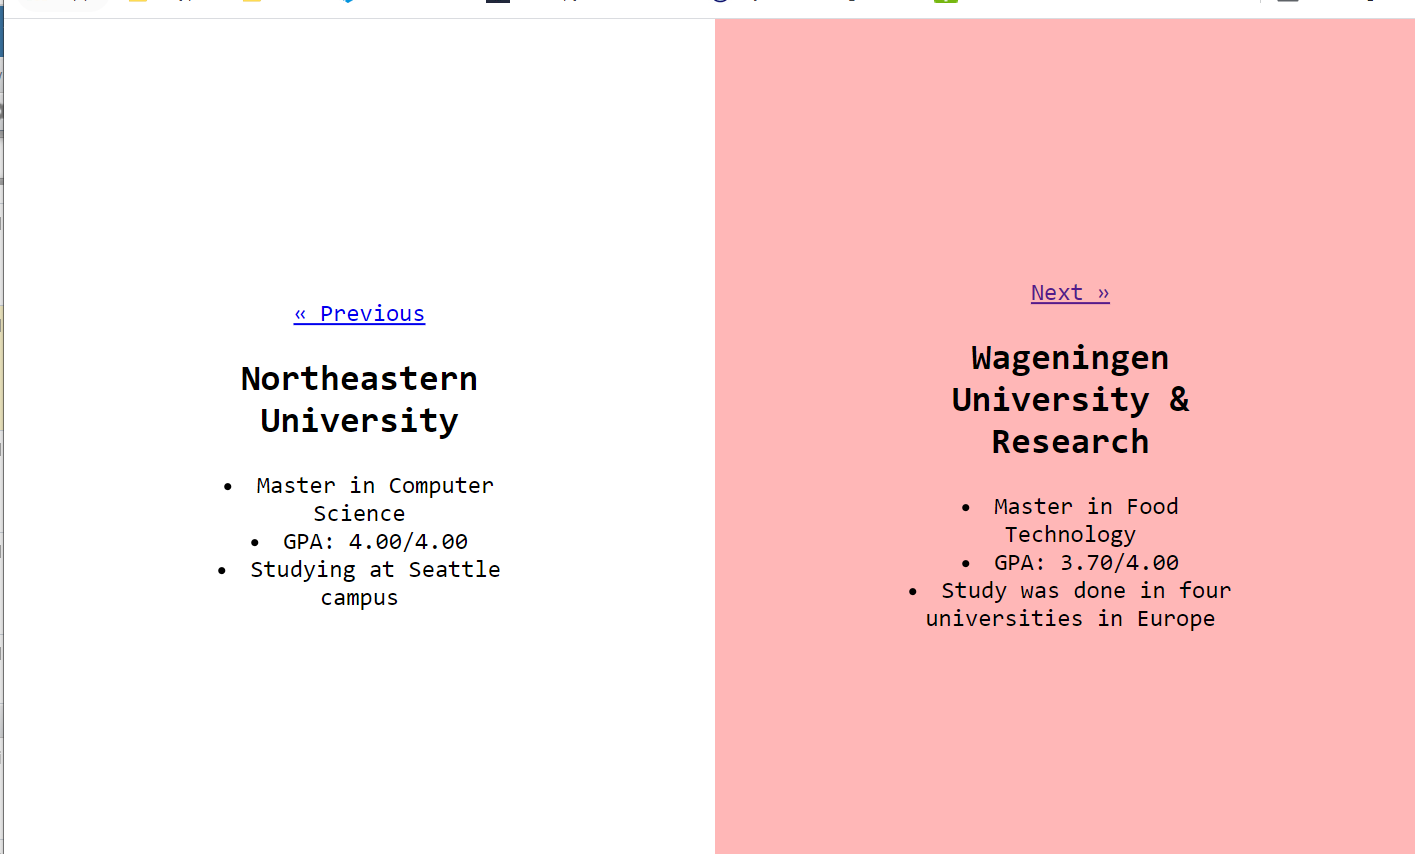 « Previous
Northeastern
University
• Master in Computer
Science
• GPA: 4.00/4.00
• Studying at Seattle
campus
Next »
Wageningen
University &
Research
• Master in Food
Technology
• GPA: 3.70/4.00
• Study was done in four
universities in Europe